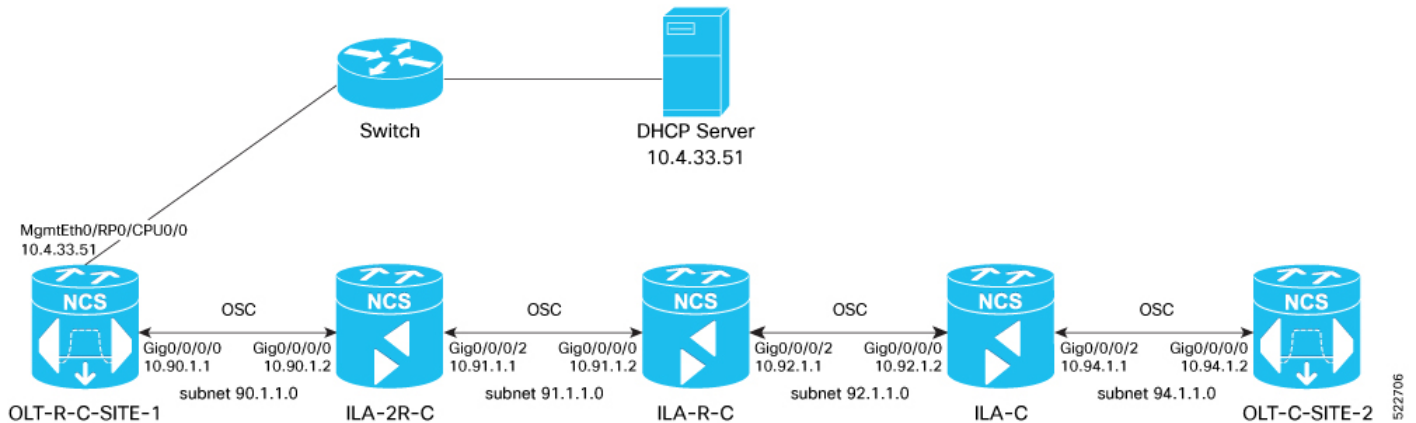 Switch
DHCP Server
10.4.33.51
MgmtEth0/RP0/CPU0/0
10.4.33.51
NCS
NCS
NCS
NCS
NCS
OSC
OSC
OSC
OSC
Gig0/0/0/0
10.90.1.1
Gig0/0/0/0
10.90.1.2
Gig0/0/0/2
10.91.1.1
Gig0/0/0/0
10.91.1.2
Gig0/0/0/2
10.92.1.1
Gig0/0/0/0
10.92.1.2
Gig0/0/0/2
10.94.1.1
Gig0/0/0/0
10.94.1.2
subnet 90.1.1.0
subnet 91.1.1.0
subnet 92.1.1.0
subnet 94.1.1.0
OLT-R-C-SITE-1
ILA-2R-C
ILA-R-C
ILA-C
OLT-C-SITE-2
522706